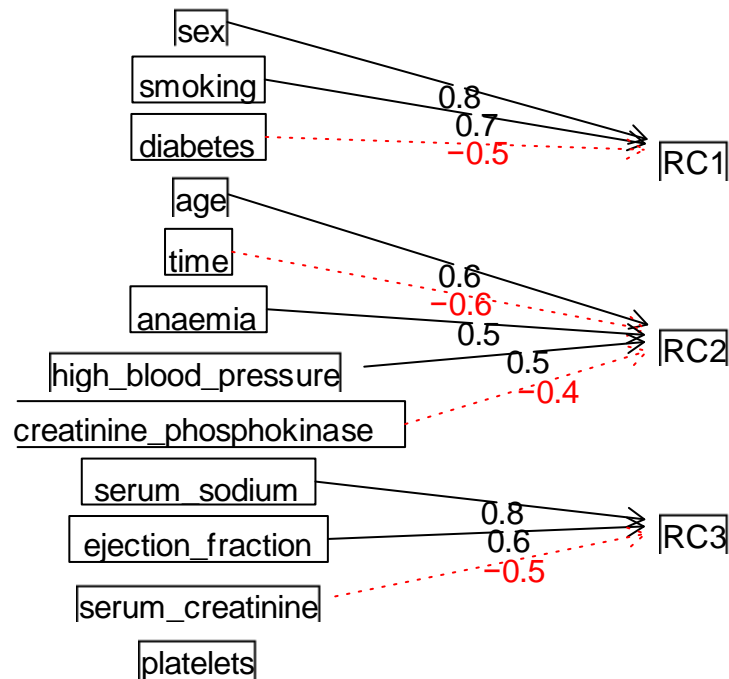 sex
smoking
diabetes
age
time
anaemia
high_blood_pressure
creatinine_phosphokinase
serum_sodium
ejection_fraction
serum_creatinine
platelets
0.8
0.7
−0.5
RC1
0.6
−0.6
0.5
0.5
−0.4
RC2
0.8
0.6
−0.5
RC3